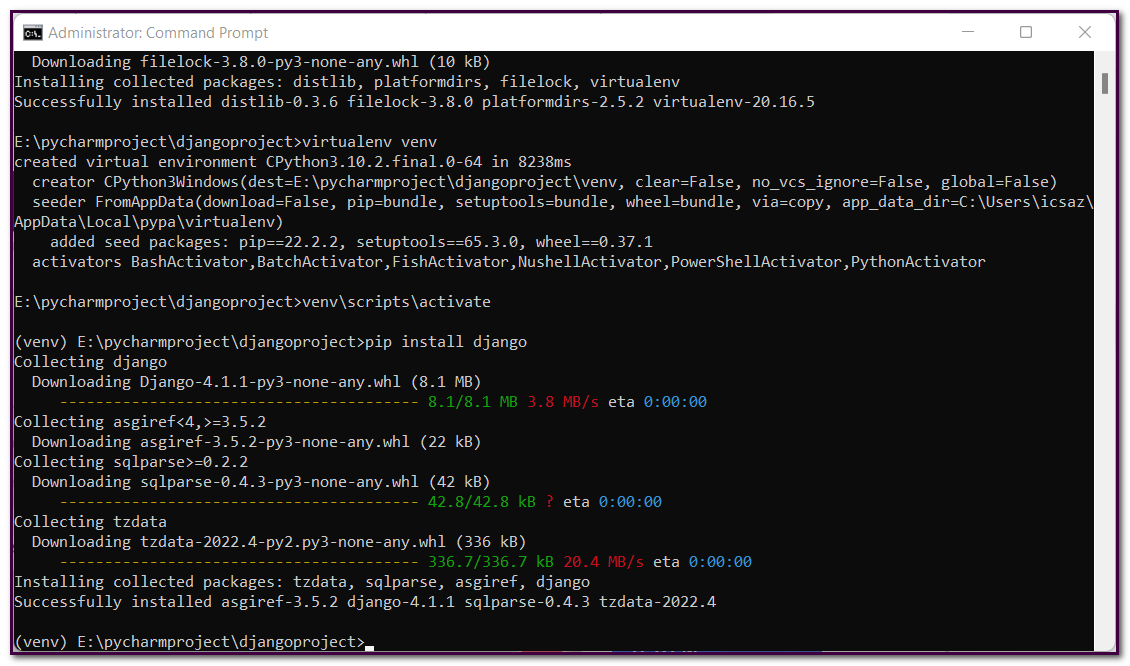 Administrator: Command Prompt
Downloading filelock-3.8.0-py3-none-any.whl (10 kB)
Installing collected packages: distlib, platformdirs, filelock, virtualenv
Successfully installed distlib-0.3.6 filelock-3.8.0 platformdirs-2.5.2 virtualenv-20.16.5
E:\pycharmproject\djangoproject>virtualenv venv
created virtual environment CPython3.10.2.final.0-64 in 8238ms
creator CPython3Windows(dest=E:\pycharmproject\djangoproject\venv, clear=False, no_vcs_ignore=False, global=False)
seeder FromAppData(download=False, pip=bundle, setuptools=bundle, wheel=bundle, via=copy, app_data_dir=C:\Users\icsaz\
AppData\Local\pypa\virtualenv)
added seed packages: pip==22.2.2, setuptools==65.3.0, wheel==0.37.1
activators BashActivator,BatchActivator,FishActivator,NushellActivator,PowerShellActivator,PythonActivator
E:\pycharmproject\djangoproject>venv\scripts\activate
(venv) E:\pycharmproject\djangoproject>pip install django
Collecting django
Downloading Django-4.1.1-py3-none-any.whl (8.1 MB)
---------------------------------------- 8.1/8.1 MB 3.8 MB/s eta 0:00:00
Collecting asgiref<4,>=3.5.2
Downloading asgiref-3.5.2-py3-none-any.whl (22 kB)
Collecting sqlparse>=0.2.2
Downloading sqlparse-0.4.3-py3-none-any.whl (42 kB)
---------------------------------------- 42.8/42.8 kB ? eta 0:00:00
Collecting tzdata
Downloading tzdata-2022.4-py2.py3-none-any.whl (336 kB)
---------------------------------------- 336.7/336.7 kB 20.4 MB/s eta 0:00:00
Installing collected packages: tzdata, sqlparse, asgiref, django
Successfully installed asgiref-3.5.2 django-4.1.1 sqlparse-0.4.3 tzdata-2022.4
(venv) E:\pycharmproject\djangoproject>